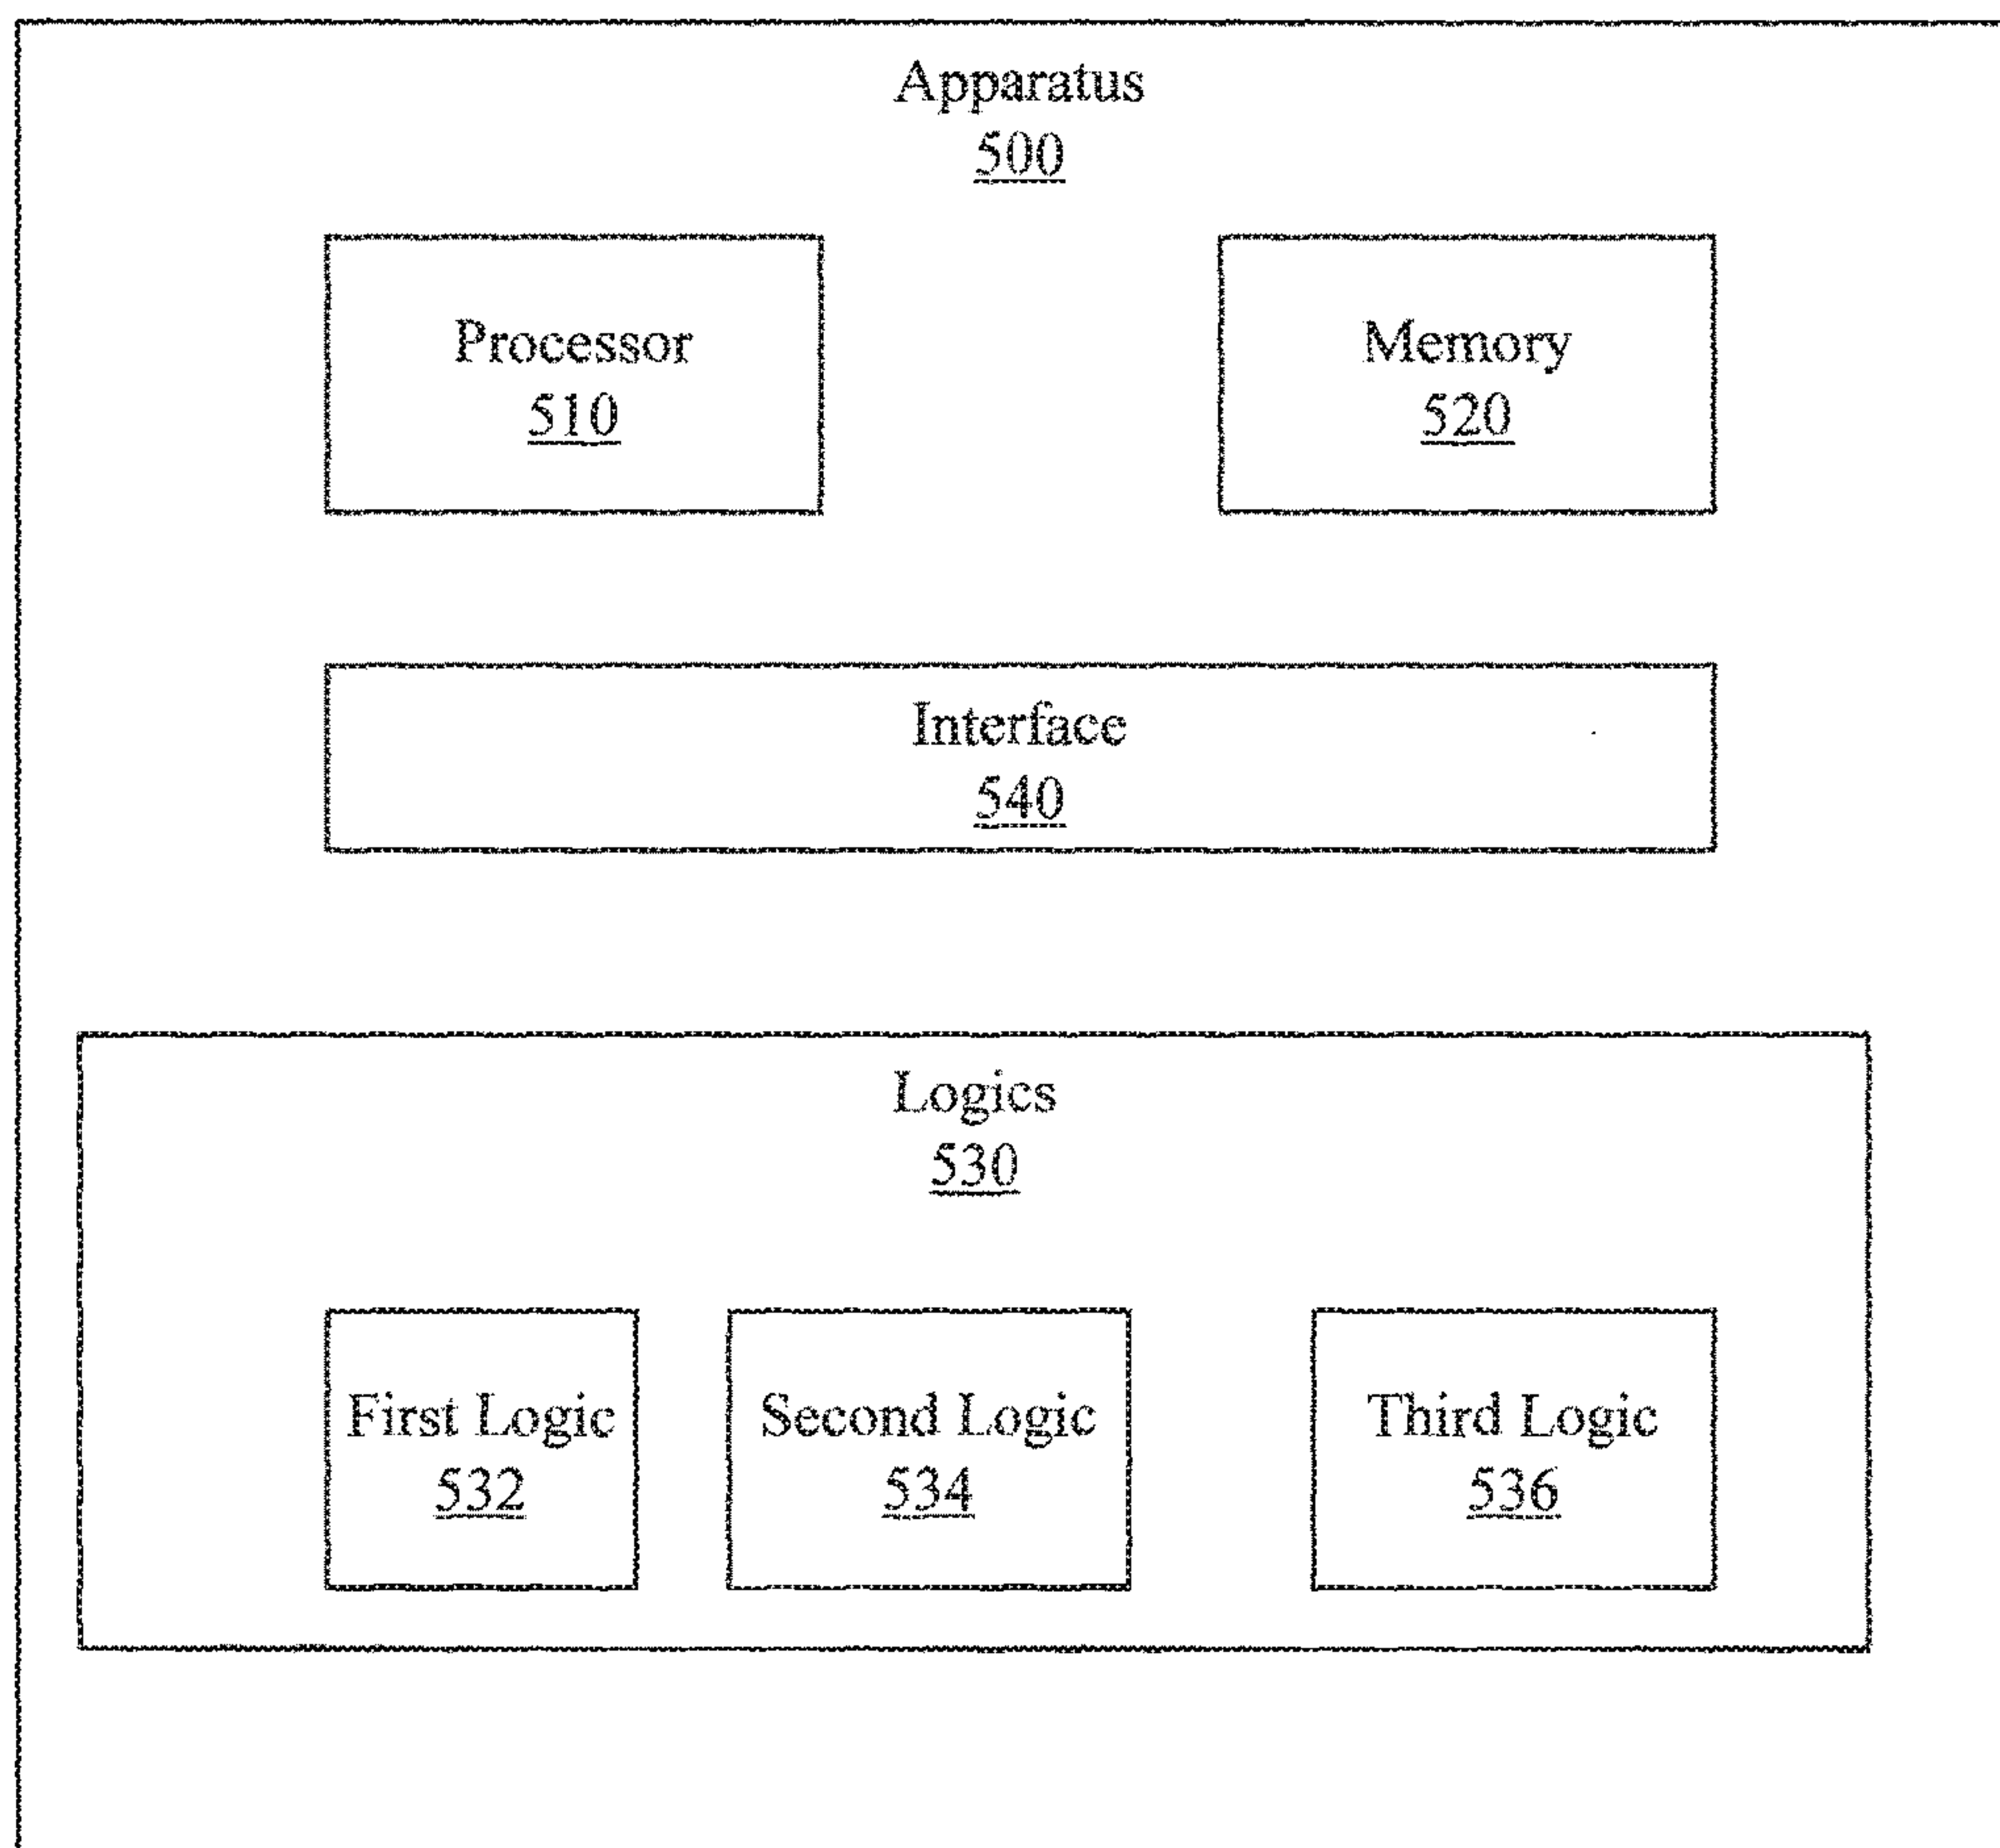 Apparatus
500
Processor
510
Memory
520
Interface
540
Logics
530
First Logic
532
Second Logic
534
Third Logic
536